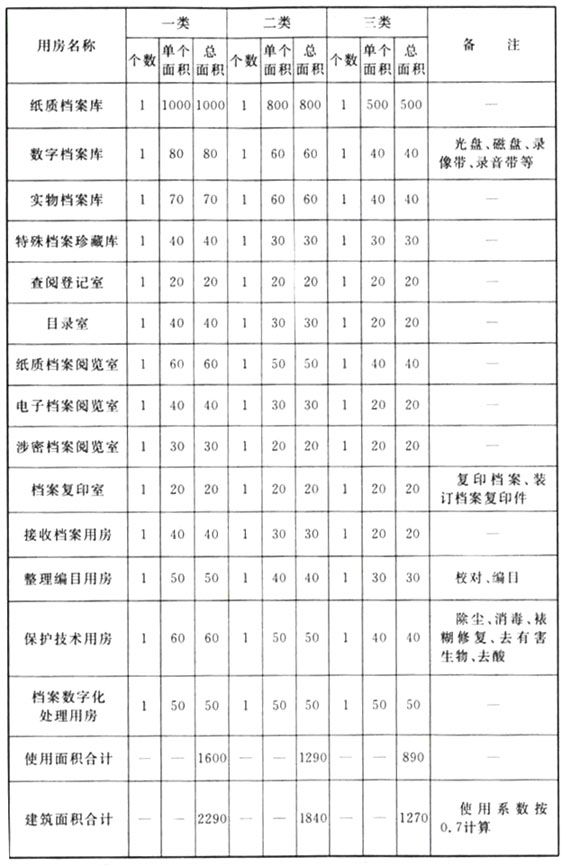 用房名称 一类 二类 三类 备 注
个数 单个面积 总面积 个数 单个面积 总面积 个数 单个面积 总面积
纸质档案库 1 1000 1000 1 800 800 1 500 500 —
数字档案库 1 80 80 1 60 60 1 40 40 光盘、磁盘、录像带、录音带等
实物档案库 1 70 70 1 60 60 1 40 40 —
特殊档案珍藏库 1 40 40 1 30 30 1 30 30 —
查阅登记室 1 20 20 1 20 20 1 20 20 —
目录室 1 40 40 1 30 30 1 20 20 —
纸质档案阅览室 1 60 60 1 50 50 1 40 40 —
电子档案阅览室 1 40 40 1 30 30 1 20 20 —
涉密档案阅览室 1 30 30 1 20 20 1 20 20 —
档案复印室 1 20 20 1 20 20 1 20 20 复印档案、装订档案复印件
接收档案用房 1 40 40 1 30 30 1 20 20 —
整理编目用房 1 50 50 1 40 40 1 30 30 校对、编目
保护技术用房 1 60 60 1 50 50 1 40 40 除尘、消毒、裱糊修复、去有害生物、去酸
档案数字化处理用房 1 50 50 1 50 50 1 50 50 —
使用面积合计 — — 1600 — — 1290 — — 890 —
建筑面积合计 — — 2290 — — 1840 — — 1270 使用系数按0.7计算